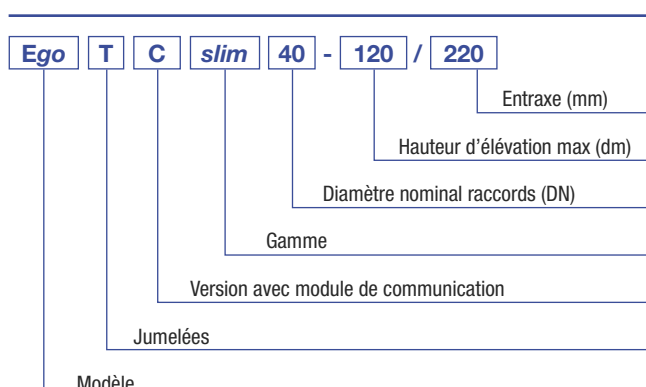 Ego T C slim 40 - 120 / 220
Entraxe (mm)
Hauteur d'élévation max (dm)
Diamètre nominal raccords (DN)
Gamme
Version avec module de communication
Jumelées
Modèle